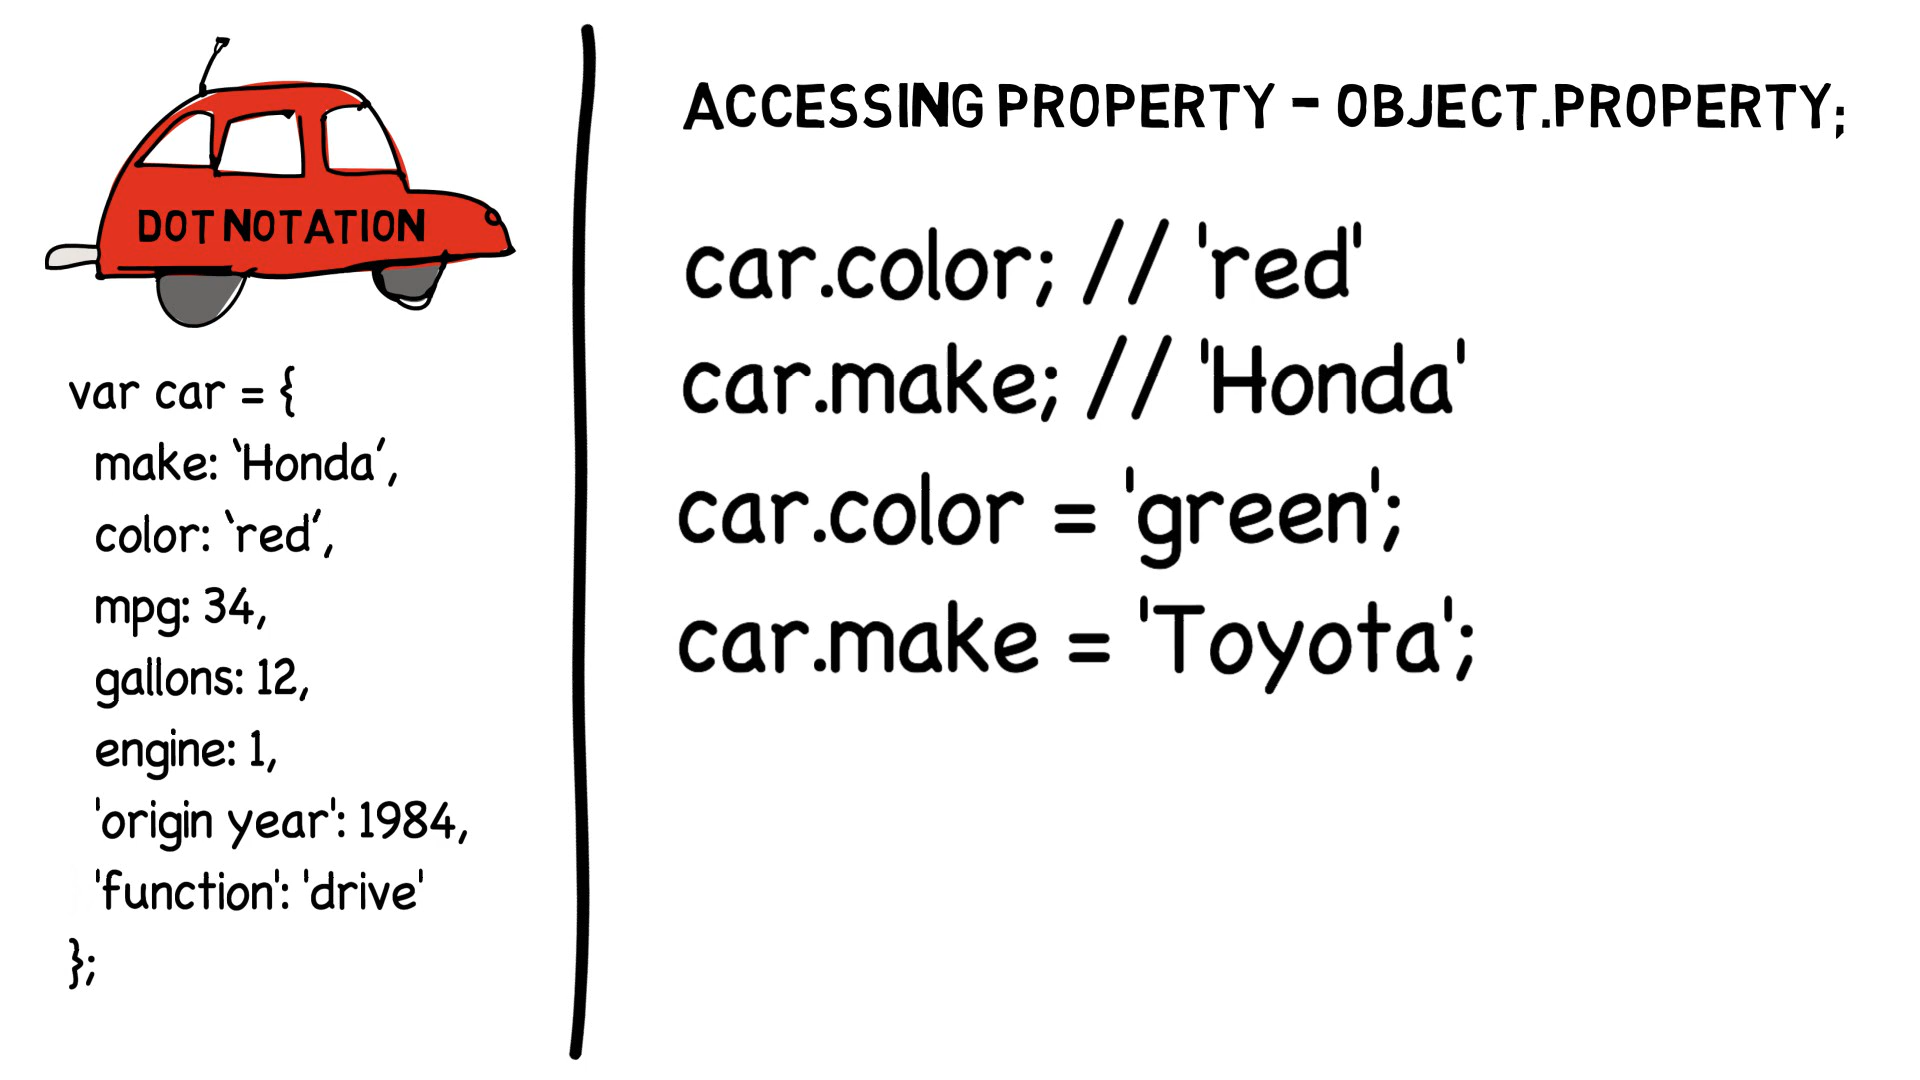 DOT NOTATION
var car = {
make: ‘Honda’,
color: ‘red’,
mpg: 34,
gallons: 12,
engine: 1,
'origin year': 1984,
'function': 'drive'
};
ACCESSING PROPERTY - OBJECT.PROPERTY;
car.color; // 'red'
car.make; // 'Honda'
car.color = 'green';
car.make = 'Toyota';